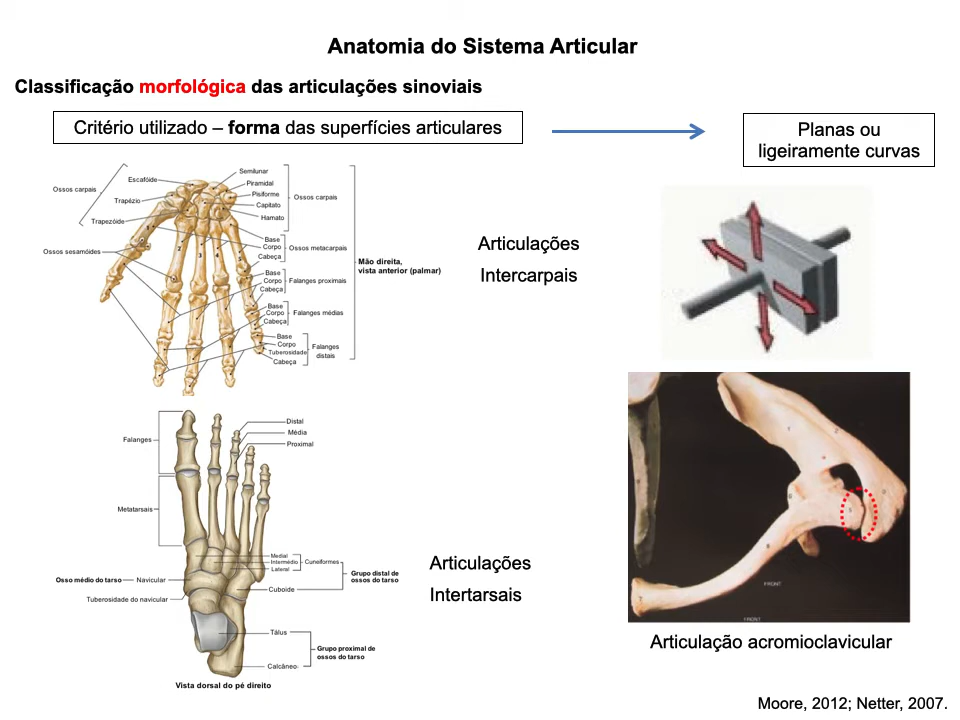 Anatomia do Sistema Articular
Classificação morfológica das articulações sinoviais
Critério utilizado – forma das superfícies articulares
Planas ou
ligeiramente curvas
Ossos carpais
Escafóide
Trapézio
Trapezóide
Ossos sesamóides
Semilunar
Piramidal
Pisiforme
Capitato
Hamato
Ossos carpais
Base
Corpo
Cabeça
Ossos metacarpais
Base
Corpo
Cabeça
Falanges proximais
Base
Corpo
Cabeça
Falanges médias
Base
Corpo
Tuberosidade
Cabeça
Falanges
distais
Mão direita,
vista anterior (palmar)
2
3
4
5
Articulações
Intercarpais
Falanges
Metatarsais
Distal
Média
Proximal
Medial
Intermédio
Lateral
Cuneiformes
Osso médio do tarso
Navicular
Tuberosidade do navicular
Cuboide
Grupo distal de
ossos do tarso
Tálus
Calcâneo
Grupo proximal de
ossos do tarso
Vista dorsal do pé direito
Articulações
Intertarsais
FRONT
FRONT
Articulação acromioclavicular
Moore, 2012; Netter, 2007.